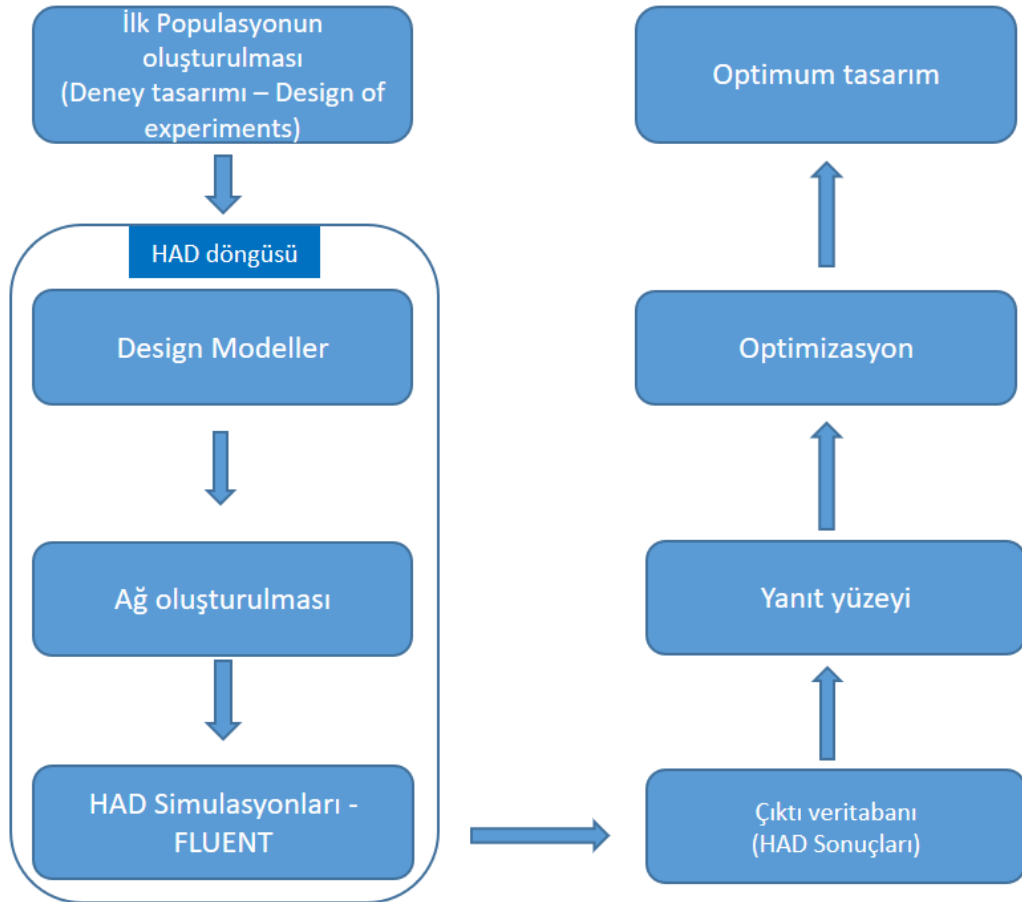 İlk Populasyonun
oluşturulması
(Deney tasarımı – Design of
experiments)
HAD döngüsü
Design Modeller
Ağ oluşturulması
HAD Simulasyonları -
FLUENT
Çıktı veritabanı
(HAD Sonuçları)
Yanıt yüzeyi
Optimizasyon
Optimum tasarım